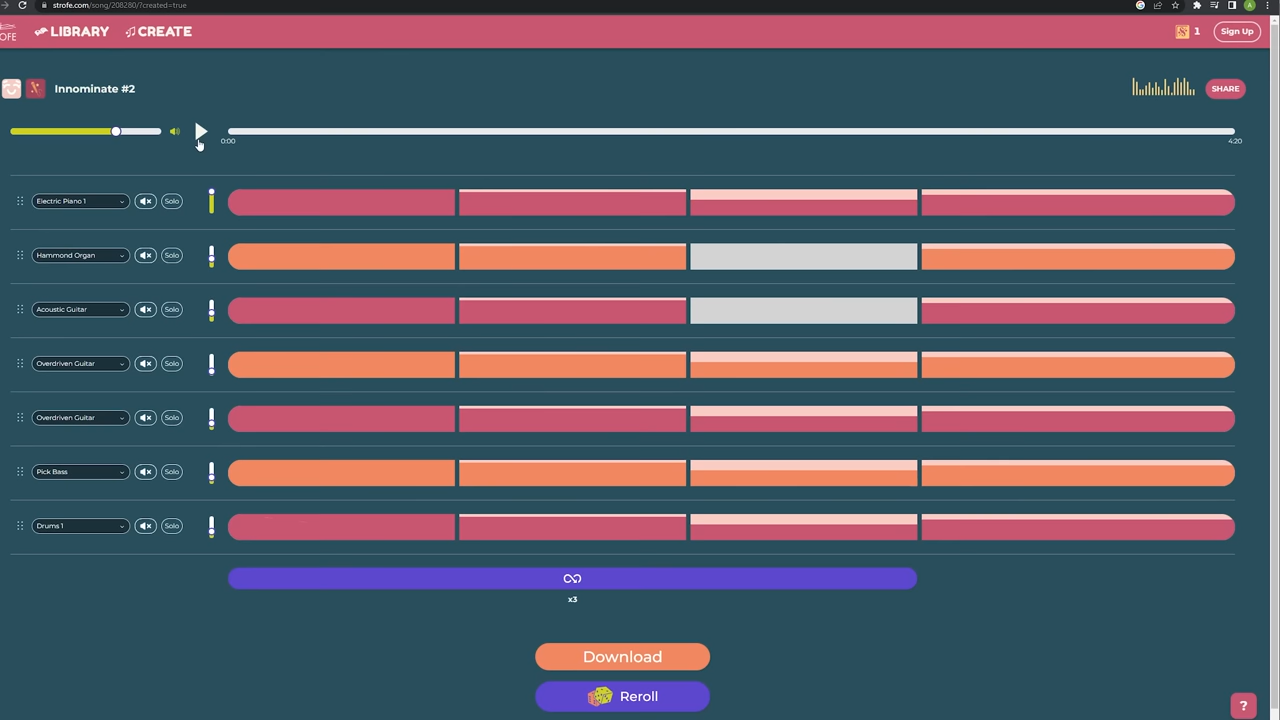 strofe.com/song/208280/?created=true
A
OFE
LIBRARY
CREATE
1
Sign Up
Innominate #2
SHARE
0:00
4:20
Electric Piano 1
Solo
Hammond Organ
Solo
Acoustic Guitar
Solo
Overdriven Guitar
Solo
Overdriven Guitar
Solo
Pick Bass
Solo
Drums 1
Solo
x3
Download
Reroll
?